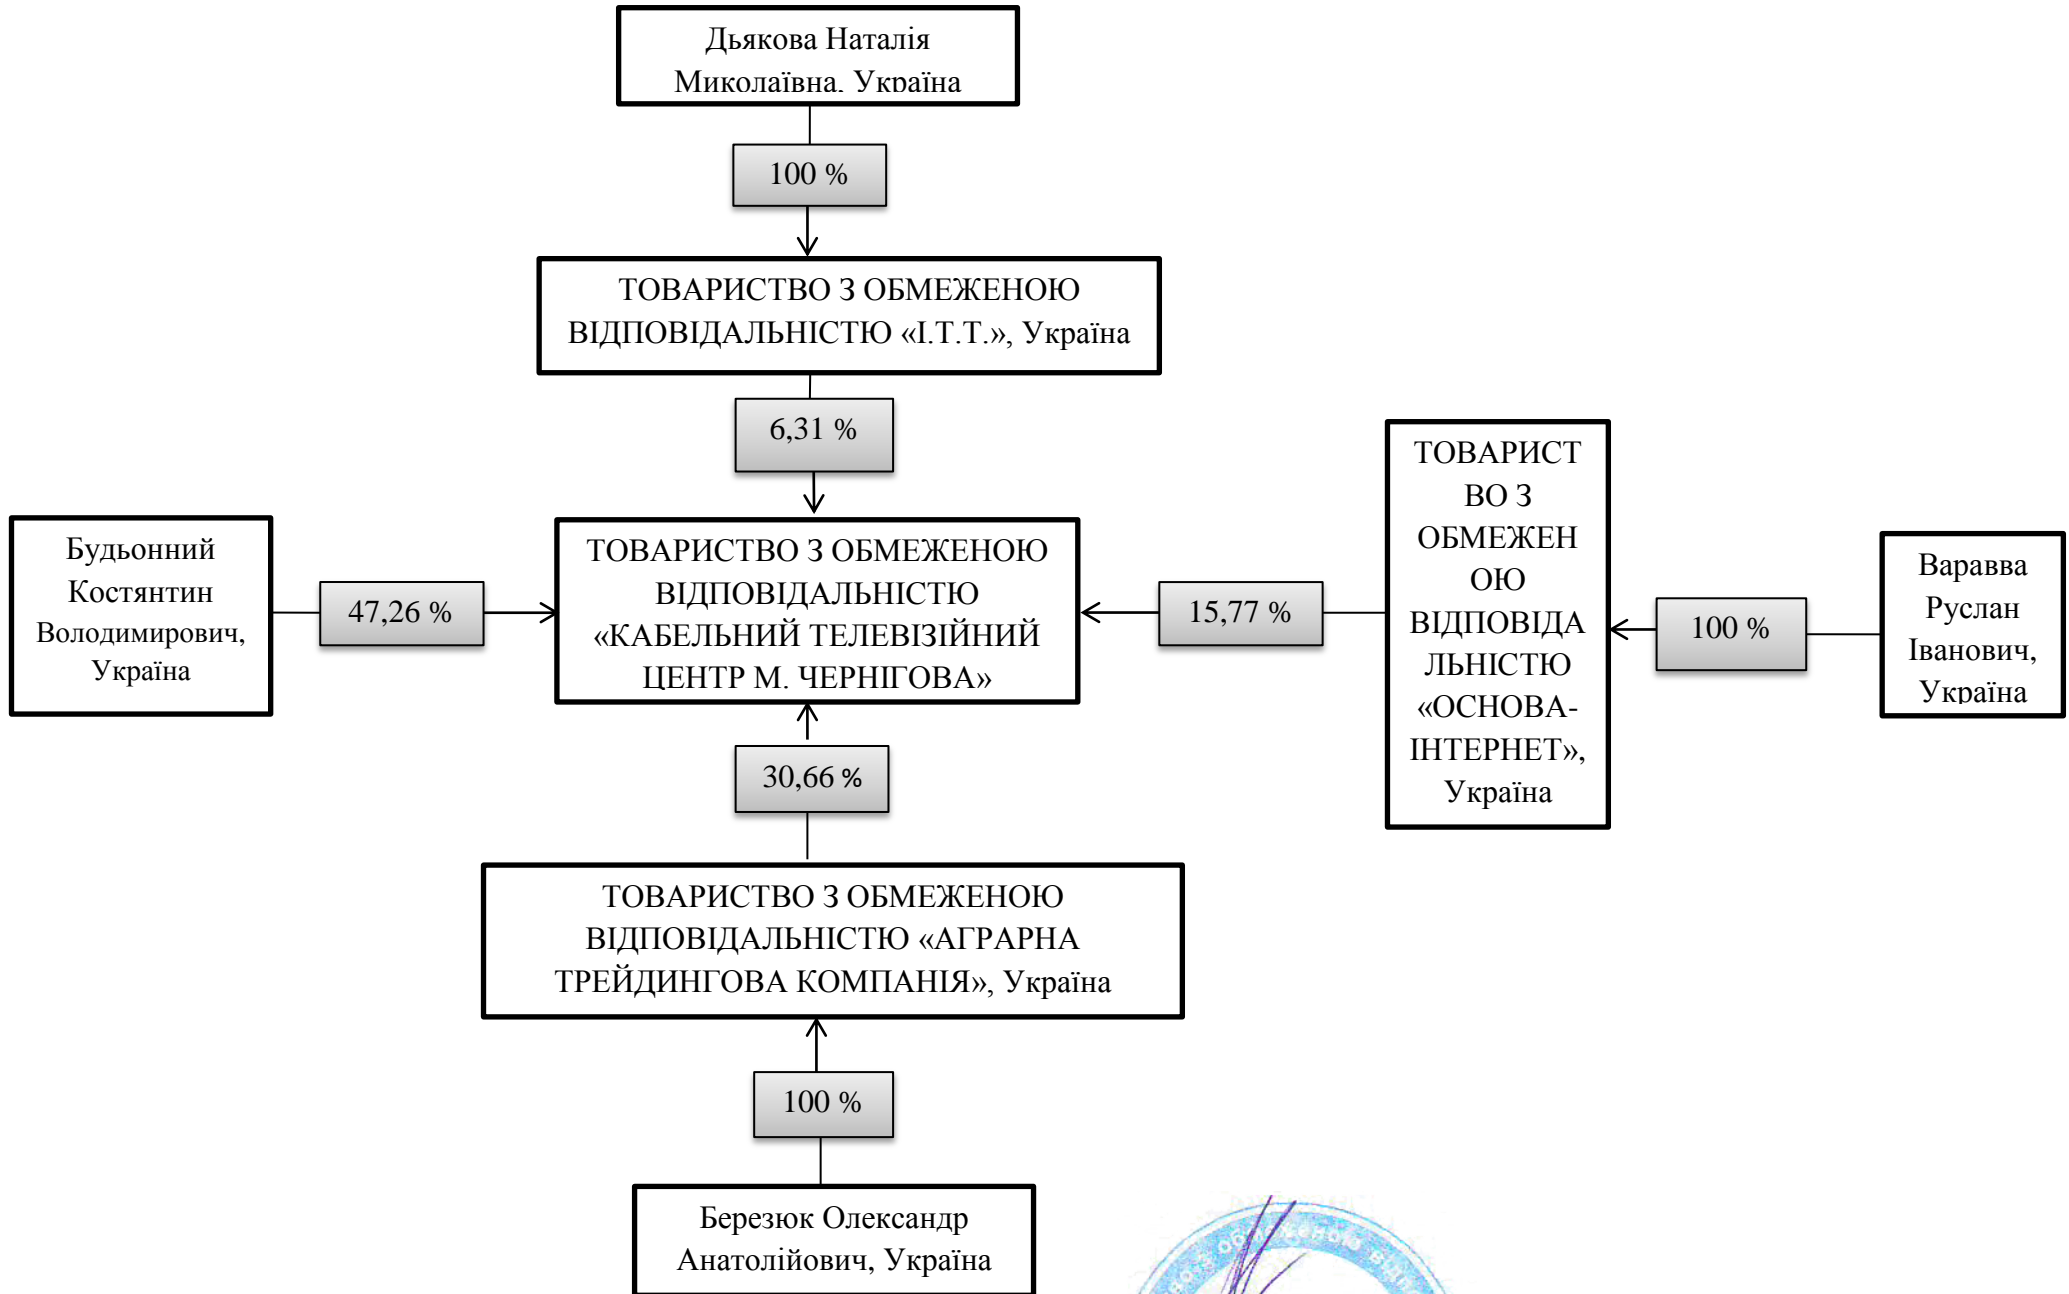 Дьякова Наталія
Миколаївна, Україна
100 %
ТОВАРИСТВО З ОБМЕЖЕНОЮ
ВІДПОВІДАЛЬНІСТЮ «І.Т.Т.», Україна
6,31 %
Будьонний
Костянтин
Володимирович,
Україна
47,26 %
ТОВАРИСТВО З ОБМЕЖЕНОЮ
ВІДПОВІДАЛЬНІСТЮ
«КАБЕЛЬНИЙ ТЕЛЕВІЗІЙНИЙ
ЦЕНТР М. ЧЕРНІГОВА»
15,77 %
ТОВАРИСТ
ВО З
ОБМЕЖЕН
ОЮ
ВІДПОВІДА
ЛЬНІСТЮ
«ОСНОВА-
ІНТЕРНЕТ»,
Україна
100 %
Варавва
Руслан
Іванович,
Україна
30,66 %
ТОВАРИСТВО З ОБМЕЖЕНОЮ
ВІДПОВІДАЛЬНІСТЮ «АГРАРНА
ТРЕЙДИНГОВА КОМПАНІЯ», Україна
100 %
Березюк Олександр
Анатолійович, Україна